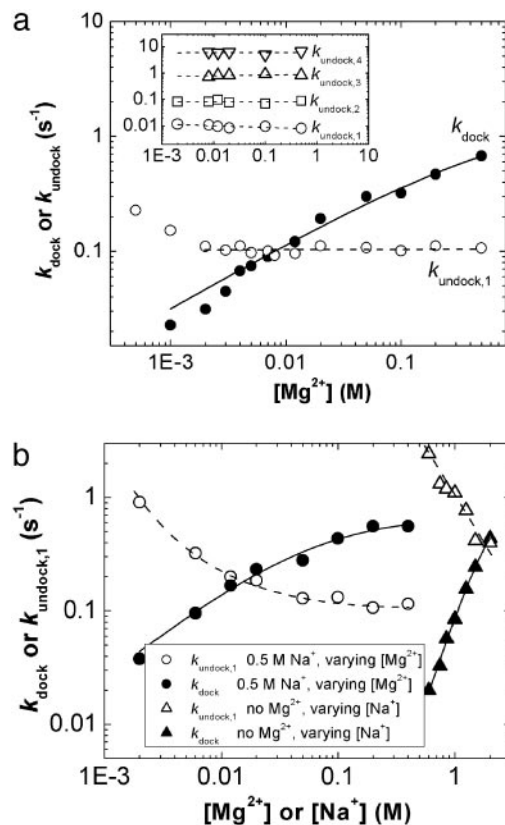 a
10
1
0.1
k_dock or k_undock (s⁻¹)
10
1
0.1
0.01
k_undock,4
k_undock,3
k_undock,2
k_undock,1
1E-3 0.01 0.1 1 10
k_dock
k_undock,1
1E-3 0.01 0.1
[Mg²⁺] (M)
b
1
0.1
0.01
k_dock or k_undock,1 (s⁻¹)
k_undock,1 0.5 M Na⁺, varying [Mg²⁺]
k_dock 0.5 M Na⁺, varying [Mg²⁺]
k_undock,1 no Mg²⁺, varying [Na⁺]
k_dock no Mg²⁺, varying [Na⁺]
1E-3 0.01 0.1 1
[Mg²⁺] or [Na⁺] (M)